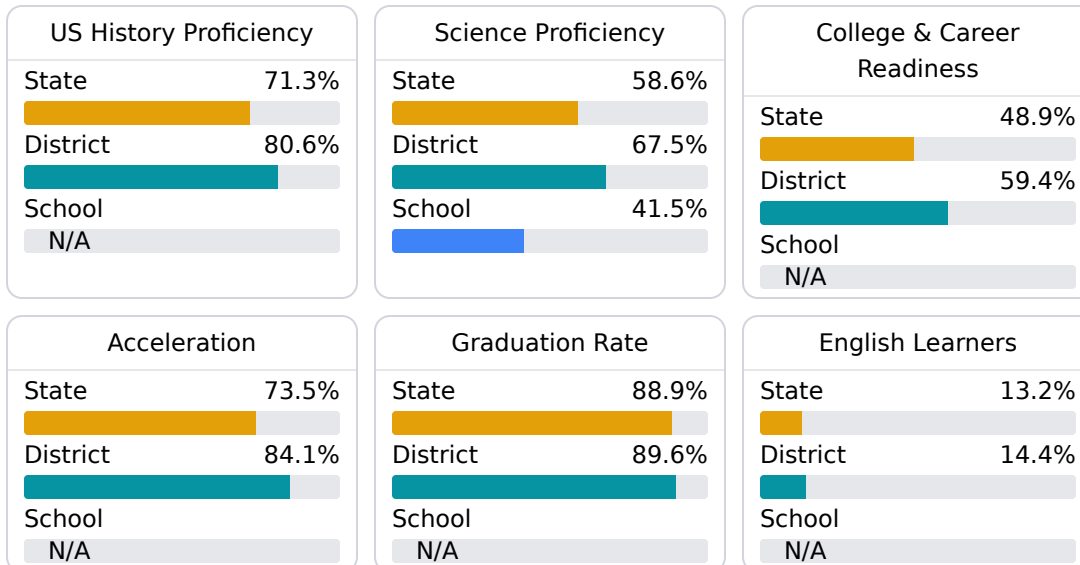 US History Proficiency
State 71.3%
District 80.6%
School
N/A
Science Proficiency
State 58.6%
District 67.5%
School 41.5%
College & Career
Readiness
State 48.9%
District 59.4%
School
N/A
Acceleration
State 73.5%
District 84.1%
School
N/A
Graduation Rate
State 88.9%
District 89.6%
School
N/A
English Learners
State 13.2%
District 14.4%
School
N/A